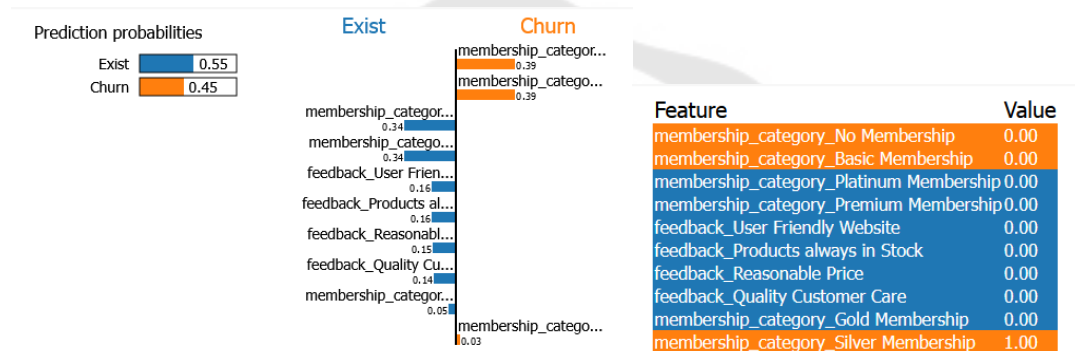 Prediction probabilities
Exist 0.55
Churn 0.45
Exist Churn
membership_categor...
0.39
membership_catego...
0.39
membership_categor...
0.34
membership_catego...
0.34
feedback_User Frien...
0.16
feedback_Products al...
0.16
feedback_Reasonabl...
0.15
feedback_Quality Cu...
0.14
membership_categor...
0.05
membership_catego...
0.03
Feature Value
membership_category_No Membership 0.00
membership_category_Basic Membership 0.00
membership_category_Platinum Membership 0.00
membership_category_Premium Membership 0.00
feedback_User Friendly Website 0.00
feedback_Products always in Stock 0.00
feedback_Reasonable Price 0.00
feedback_Quality Customer Care 0.00
membership_category_Gold Membership 0.00
membership_category_Silver Membership 1.00